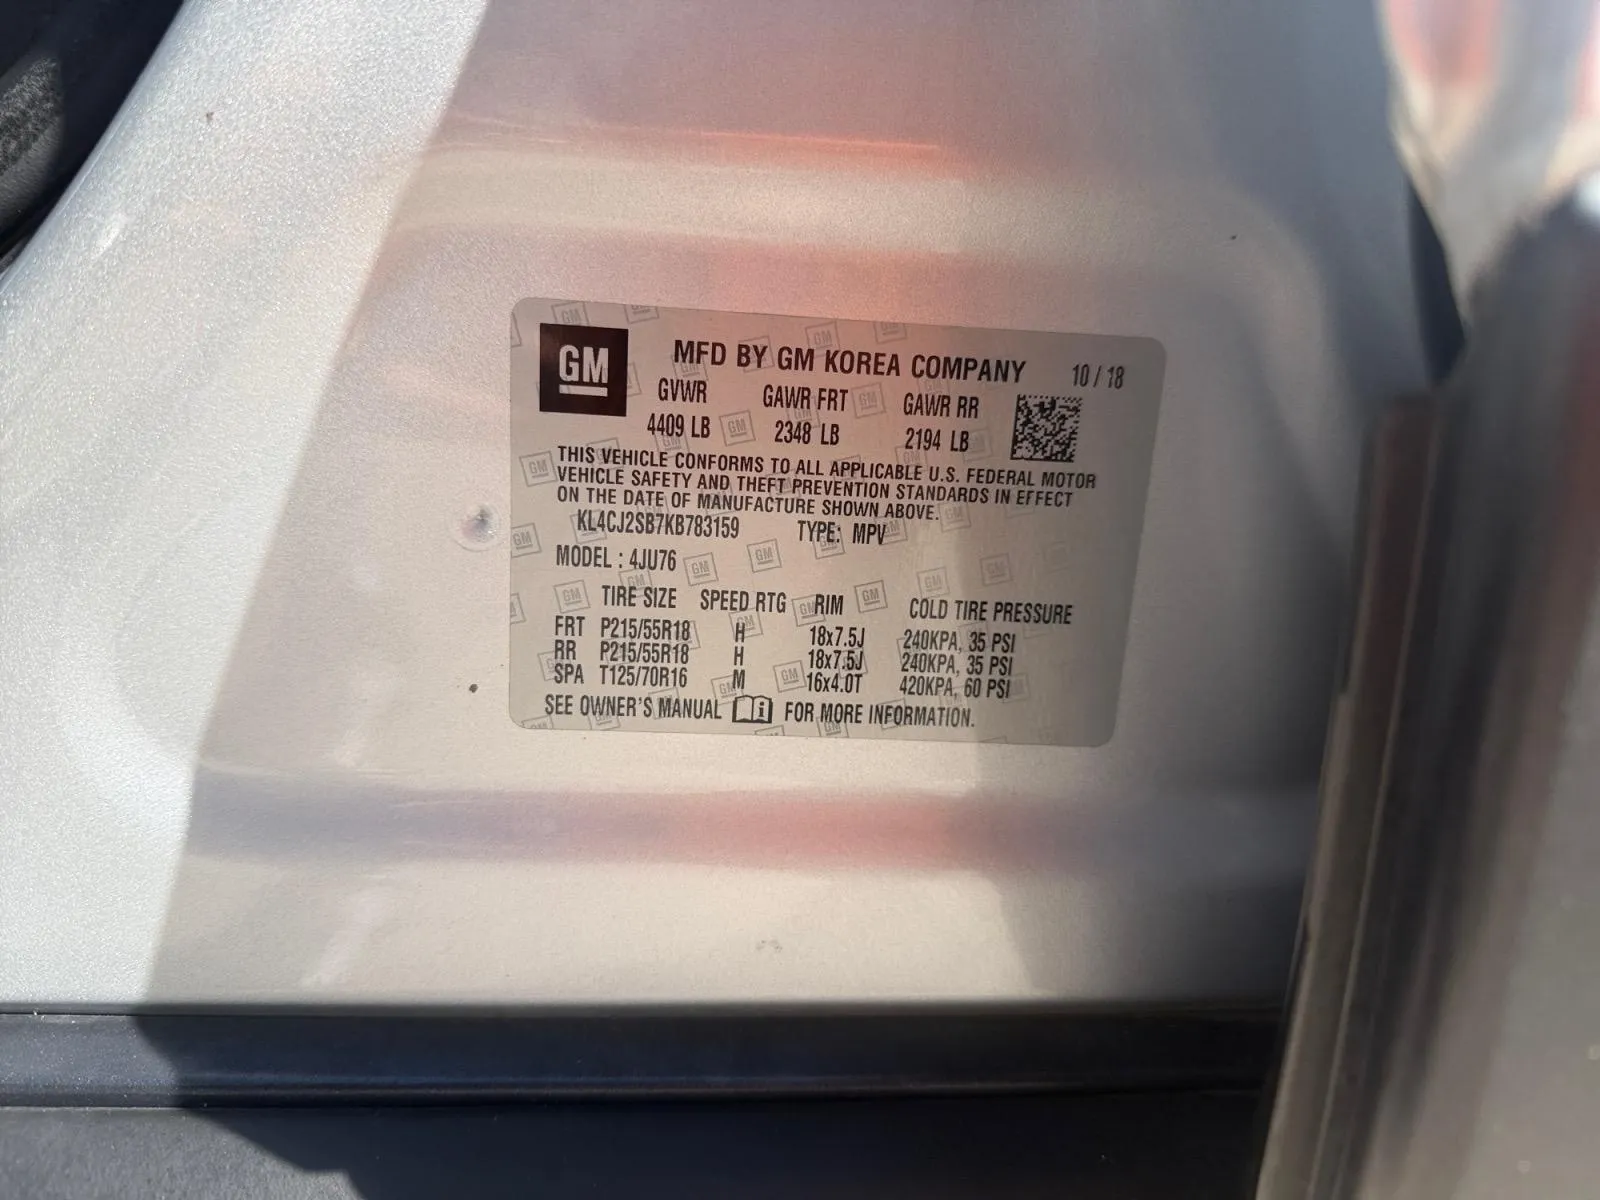 GM
MFD BY GM KOREA COMPANY 10 / 18
GVWR GAWR FRT GAWR RR
4409 LB 2348 LB 2194 LB
THIS VEHICLE CONFORMS TO ALL APPLICABLE U.S. FEDERAL MOTOR
VEHICLE SAFETY AND THEFT PREVENTION STANDARDS IN EFFECT
ON THE DATE OF MANUFACTURE SHOWN ABOVE.
KL4CJ2SB7KB783159 TYPE: MPV
MODEL : 4JU76
TIRE SIZE SPEED RTG RIM COLD TIRE PRESSURE
FRT P215/55R18 H 18x7.5J 240KPA, 35 PSI
RR P215/55R18 H 18x7.5J 240KPA, 35 PSI
SPA T125/70R16 M 16x4.0T 420KPA, 60 PSI
SEE OWNER'S MANUAL i FOR MORE INFORMATION.